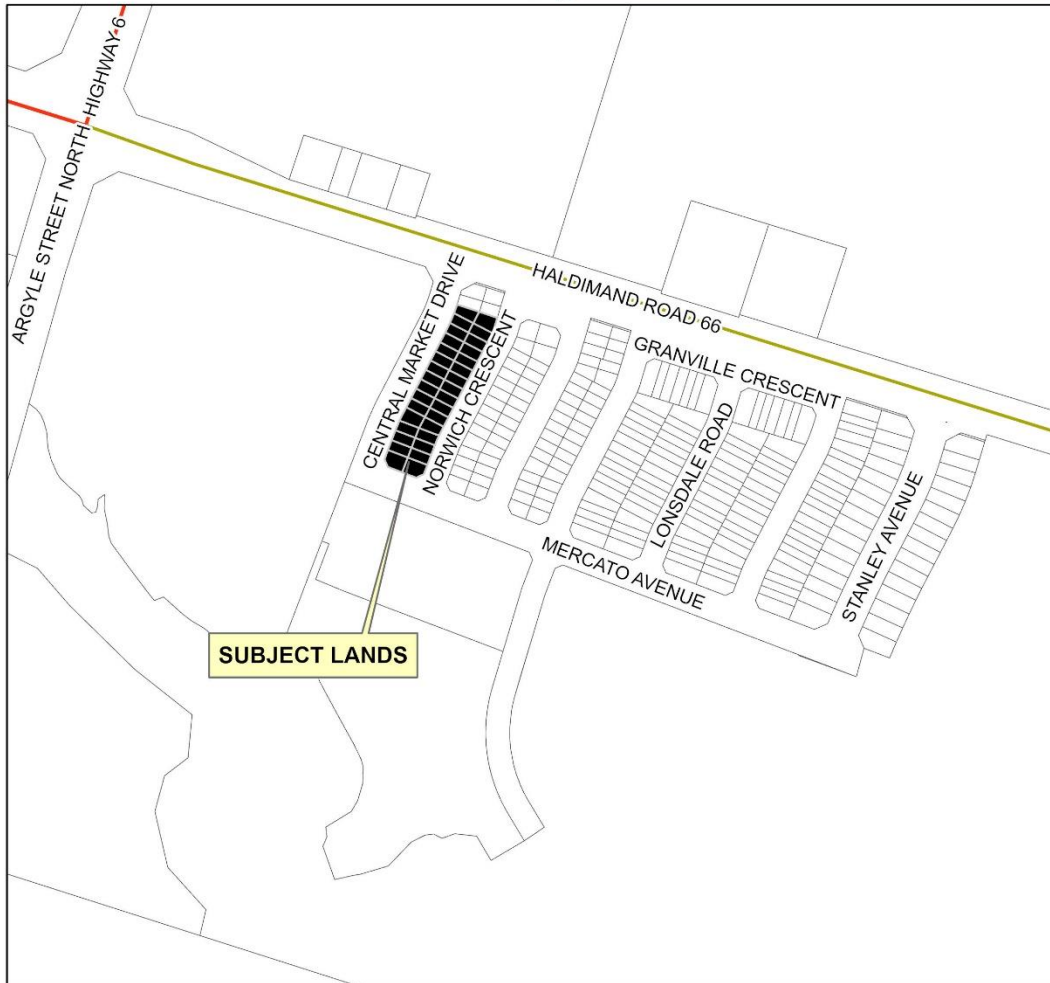 ARGYLE STREET NORTH
HIGHWAY 6
HALDIMAND ROAD 66
CENTRAL MARKET DRIVE
NORWICH CRESCENT
GRANVILLE CRESCENT
LONSDALE ROAD
MERCATO AVENUE
STANLEY AVENUE
SUBJECT LANDS